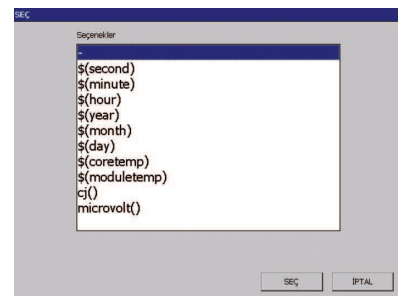 SEÇ
Seçenekler
-
$(second)
$(minute)
$(hour)
$(year)
$(month)
$(day)
$(coretemp)
$(moduletemp)
cj()
microvolt()
SEÇ
İPTAL